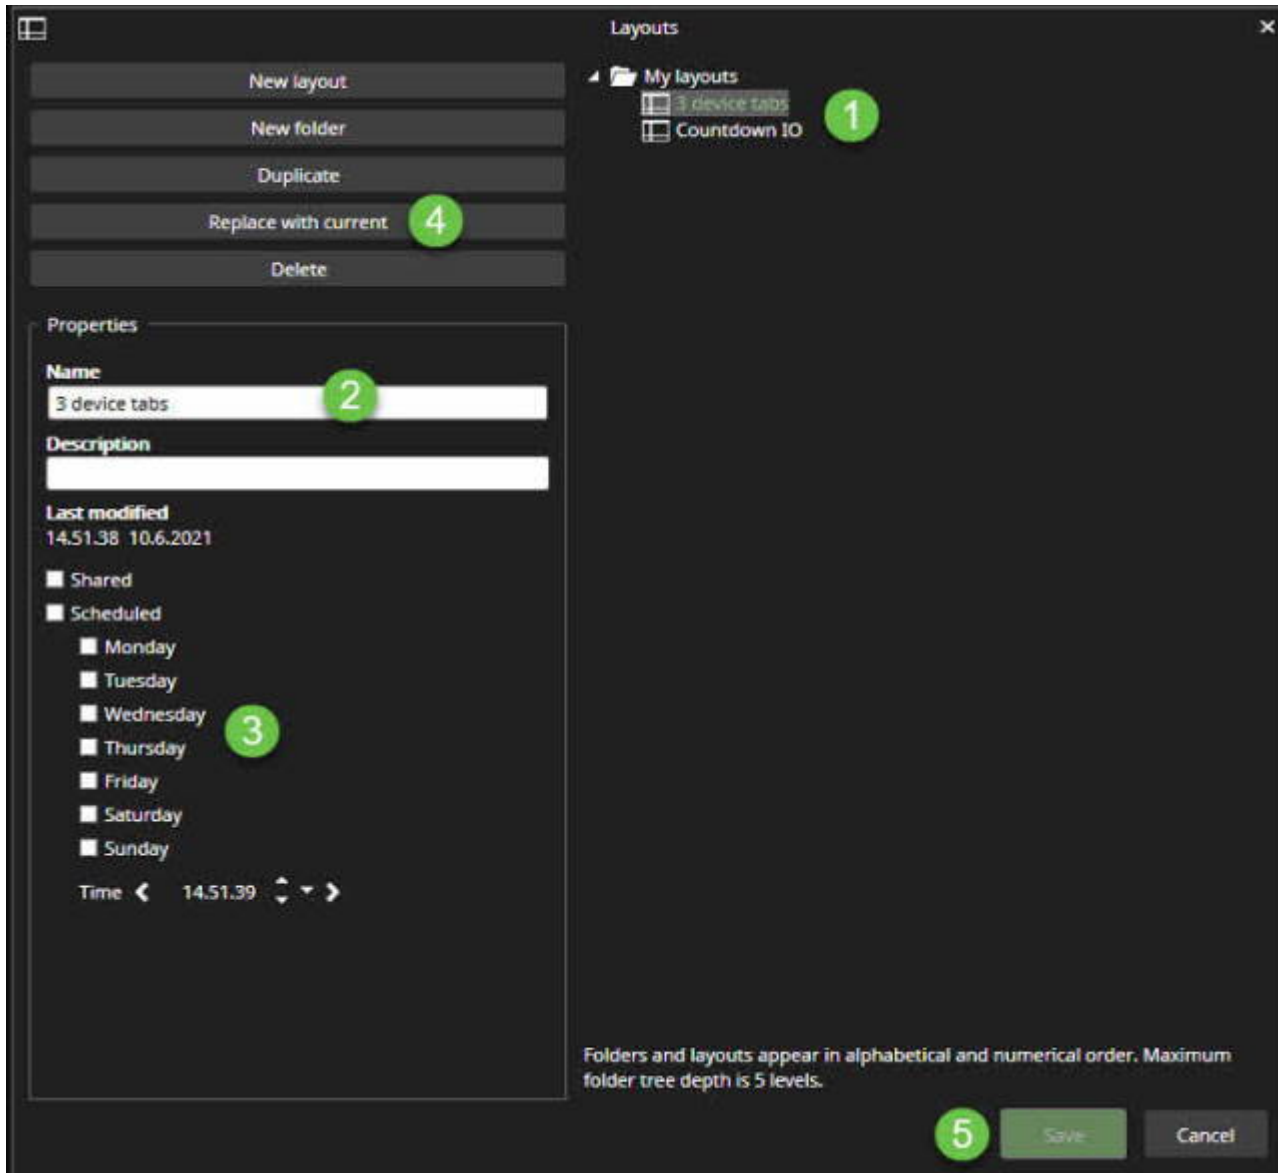 Layouts
New layout
New folder
Duplicate
Replace with current 4
Delete
Properties
Name
3 device tabs 2
Description
Last modified
14.51.38 10.6.2021
Shared
Scheduled
Monday
Tuesday
Wednesday
3
Thursday
Friday
Saturday
Sunday
Time 14.51.39
My layouts
3 device tabs
1
Countdown IO
Folders and layouts appear in alphabetical and numerical order. Maximum
folder tree depth is 5 levels.
5 Save Cancel